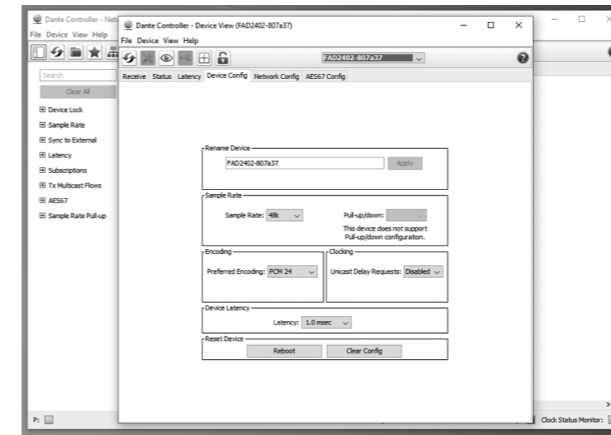 Dante Controller - Net
File Device View Help
Search
Clear All
Device Lock
Sample Rate
Sync to External
Latency
Subscriptions
Tx Multicast Flows
AES67
Sample Rate Pull-up
P:
Dante Controller - Device View (FAD2402-807a37)
File Device View Help
FAD2402-807a37
Receive Status Latency Device Config Network Config AES67 Config
Rename Device
FAD2402-807a37 Apply
Sample Rate
Sample Rate: 48k Pull-up/down:
This device does not support
Pull-up/down configuration.
Encoding Clocking
Preferred Encoding: PCM 24 Unicast Delay Requests: Disabled
Device Latency
Latency: 1.0 msec
Reset Device
Reboot Clear Config
Clock Status Monitor: